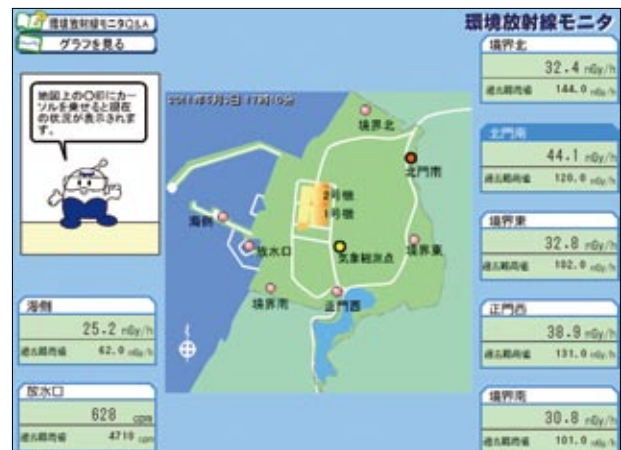 環境放射線モニタQ&A
グラフを見る
環境放射線モニタ
地図上の○印にカー
ソルを乗せると現在
の状況が表示されま
す。
境界北
北門南
2号機
1号機
海側
放水口
気象観測点
境界東
境界南
正門西
境界北
32.4 nGy/h
過去最高値 144.0 nGy/h
北門南
44.1 nGy/h
過去最高値 120.0 nGy/h
境界東
32.8 nGy/h
過去最高値 102.0 nGy/h
正門西
38.9 nGy/h
過去最高値 131.0 nGy/h
境界南
30.8 nGy/h
過去最高値 101.0 nGy/h
海側
25.2 nGy/h
過去最高値 62.0 nGy/h
放水口
628 cpm
過去最高値 4710 cpm